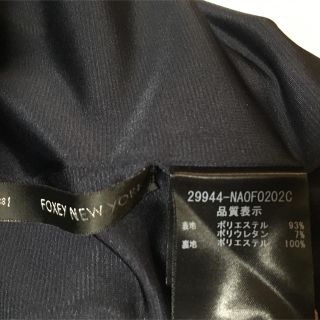 FOXEY NEW YORK
29944-NAOF0202C
品質表示
表地 ポリエステル 93%
ポリウレタン 7%
裏地 ポリエステル 100%